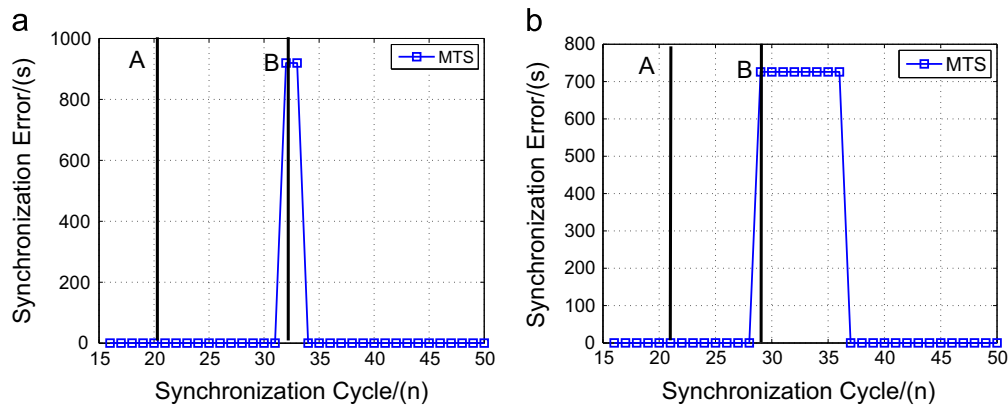 a
1000
800
600
400
200
0
15 20 25 30 35 40 45 50
A
B
MTS
Synchronization Error/(s)
Synchronization Cycle/(n)
b
800
700
600
500
400
300
200
100
0
15 20 25 30 35 40 45 50
A
B
MTS
Synchronization Error/(s)
Synchronization Cycle/(n)